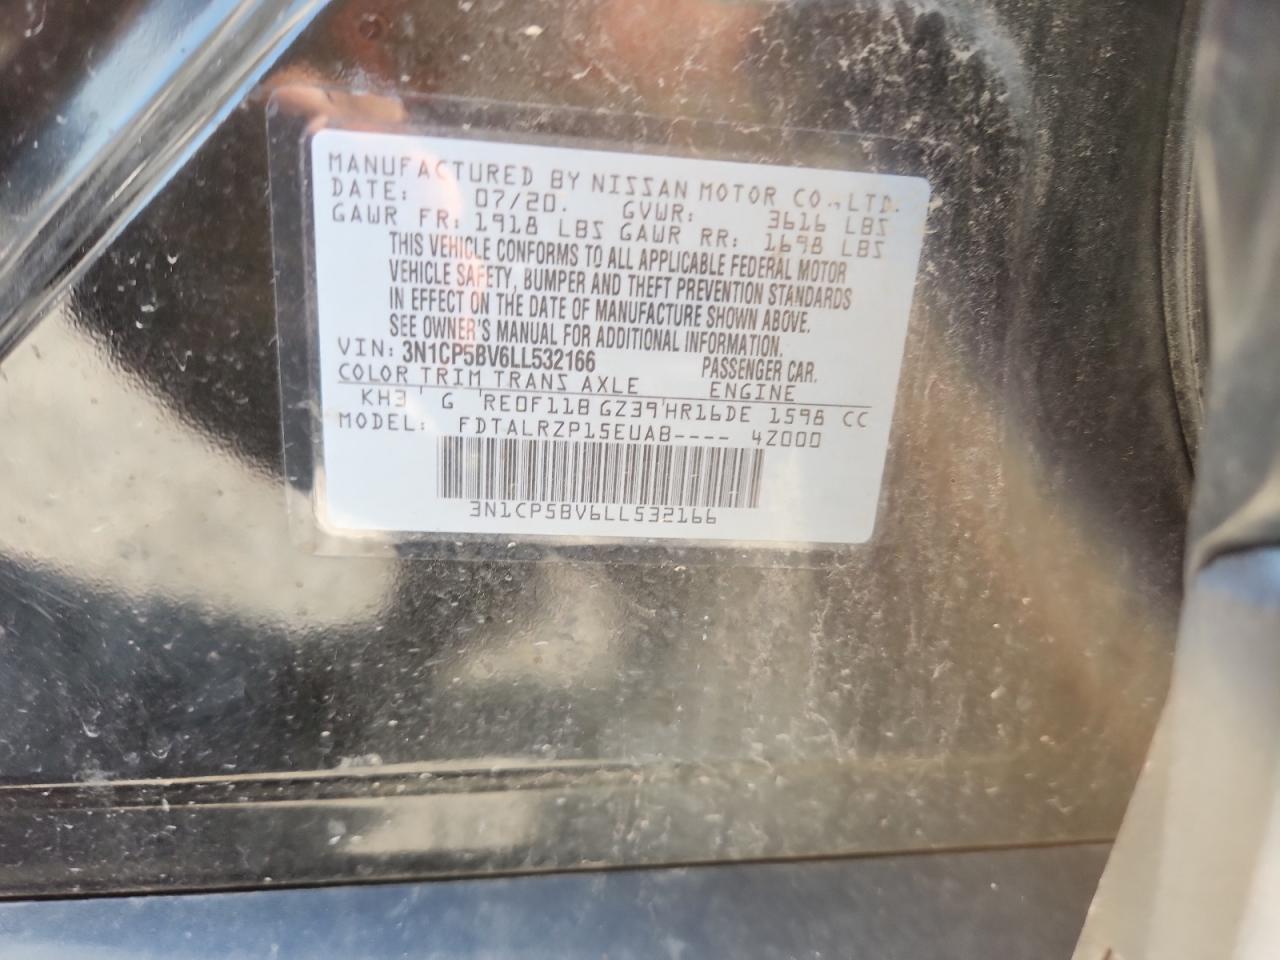 MANUFACTURED BY NISSAN MOTOR CO.,LTD.
DATE: 07/20. GVWR: 3616 LBS
GAWR FR: 1918 LBS GAWR RR: 1698 LBS
THIS VEHICLE CONFORMS TO ALL APPLICABLE FEDERAL MOTOR
VEHICLE SAFETY, BUMPER AND THEFT PREVENTION STANDARDS
IN EFFECT ON THE DATE OF MANUFACTURE SHOWN ABOVE.
SEE OWNER'S MANUAL FOR ADDITIONAL INFORMATION.
VIN: 3N1CP5BV6LL532166 PASSENGER CAR.
COLOR TRIM TRANS AXLE ENGINE
KH3 G RE0F11B GZ39 HR16DE 1598 CC
MODEL: FDTALRZP15EUAB---- 4Z000
3N1CP5BV6LL532166